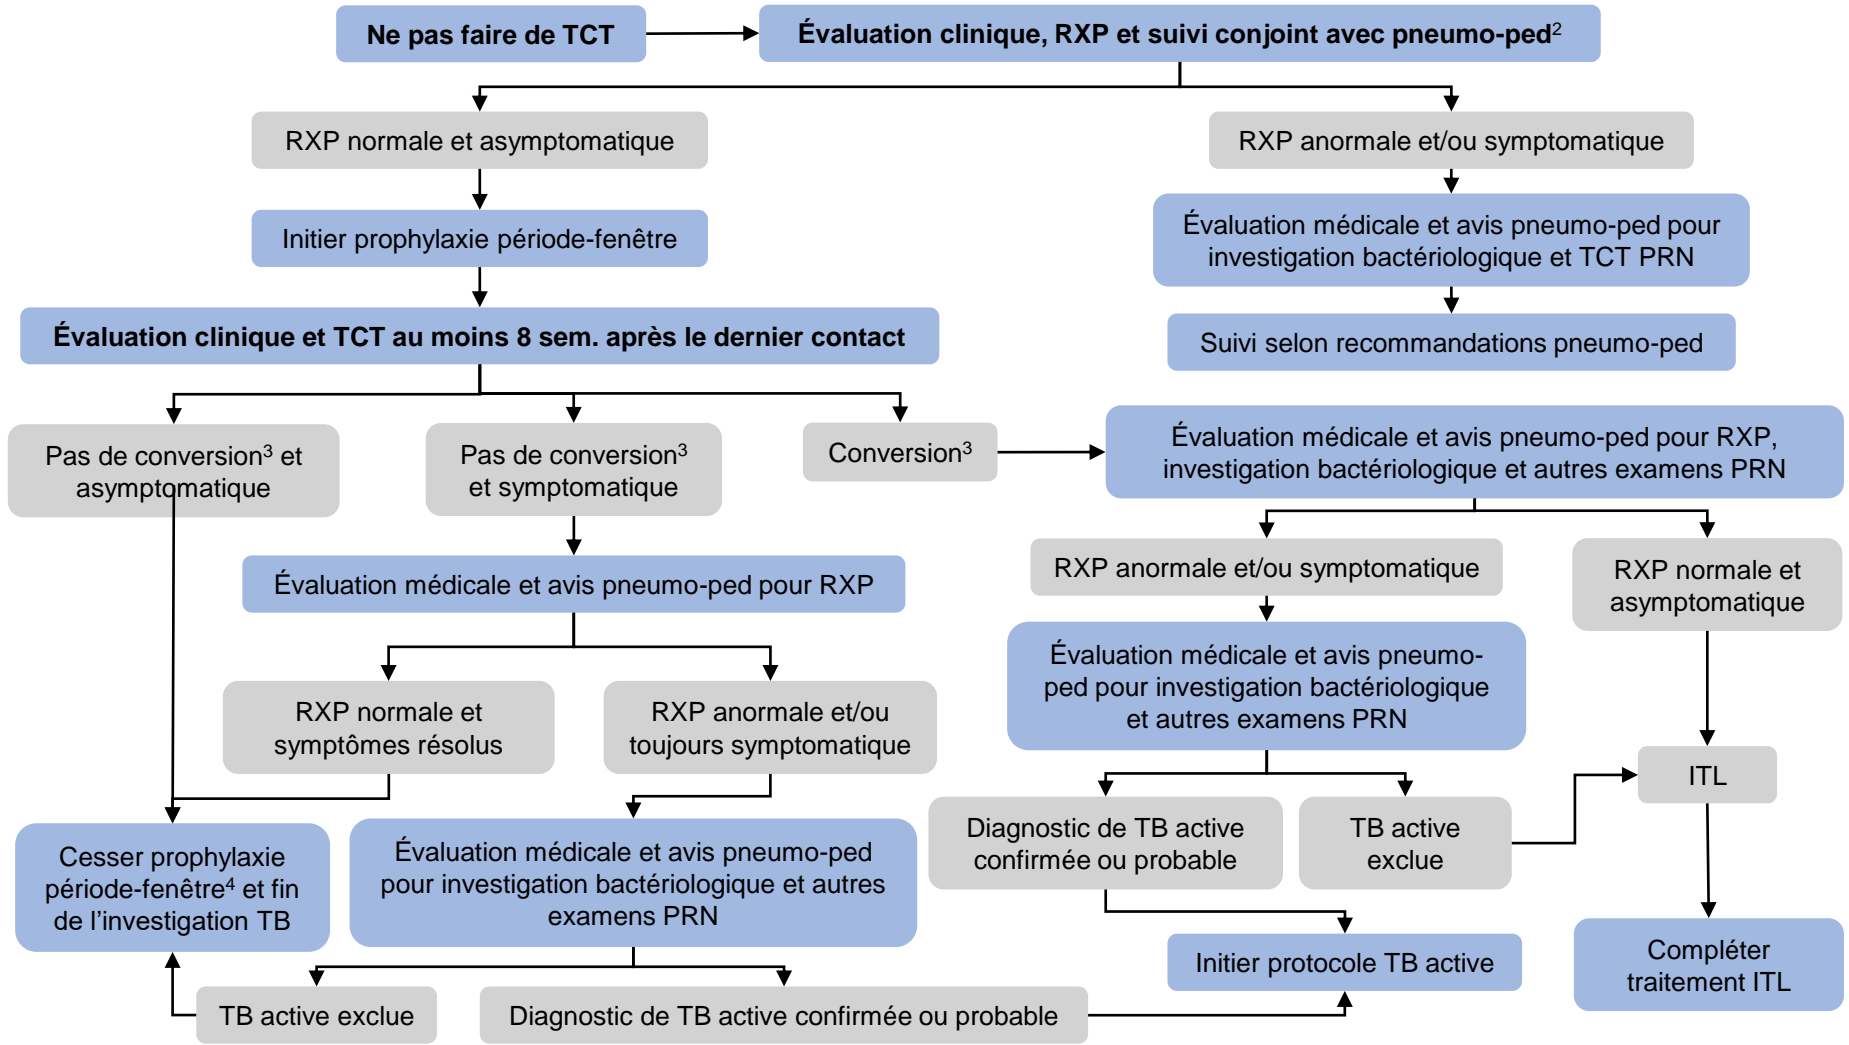 Ne pas faire de TCT
Évaluation clinique, RXP et suivi conjoint avec pneumo-ped²
RXP normale et asymptomatique
RXP anormale et/ou symptomatique
Initier prophylaxie période-fenêtre
Évaluation médicale et avis pneumo-ped pour
investigation bactériologique et TCT PRN
Évaluation clinique et TCT au moins 8 sem. après le dernier contact
Suivi selon recommandations pneumo-ped
Pas de conversion³ et
asymptomatique
Pas de conversion³
et symptomatique
Conversion³
Évaluation médicale et avis pneumo-ped pour RXP,
investigation bactériologique et autres examens PRN
Évaluation médicale et avis pneumo-ped pour RXP
RXP anormale et/ou symptomatique
RXP normale et
asymptomatique
RXP normale et
symptômes résolus
RXP anormale et/ou
toujours symptomatique
Évaluation médicale et avis pneumo-
ped pour investigation bactériologique
et autres examens PRN
ITL
Cesser prophylaxie
période-fenêtre⁴ et fin
de l’investigation TB
Évaluation médicale et avis pneumo-ped
pour investigation bactériologique et autres
examens PRN
Diagnostic de TB active
confirmée ou probable
TB active
exclue
Initier protocole TB active
Compléter
traitement ITL
TB active exclue
Diagnostic de TB active confirmée ou probable